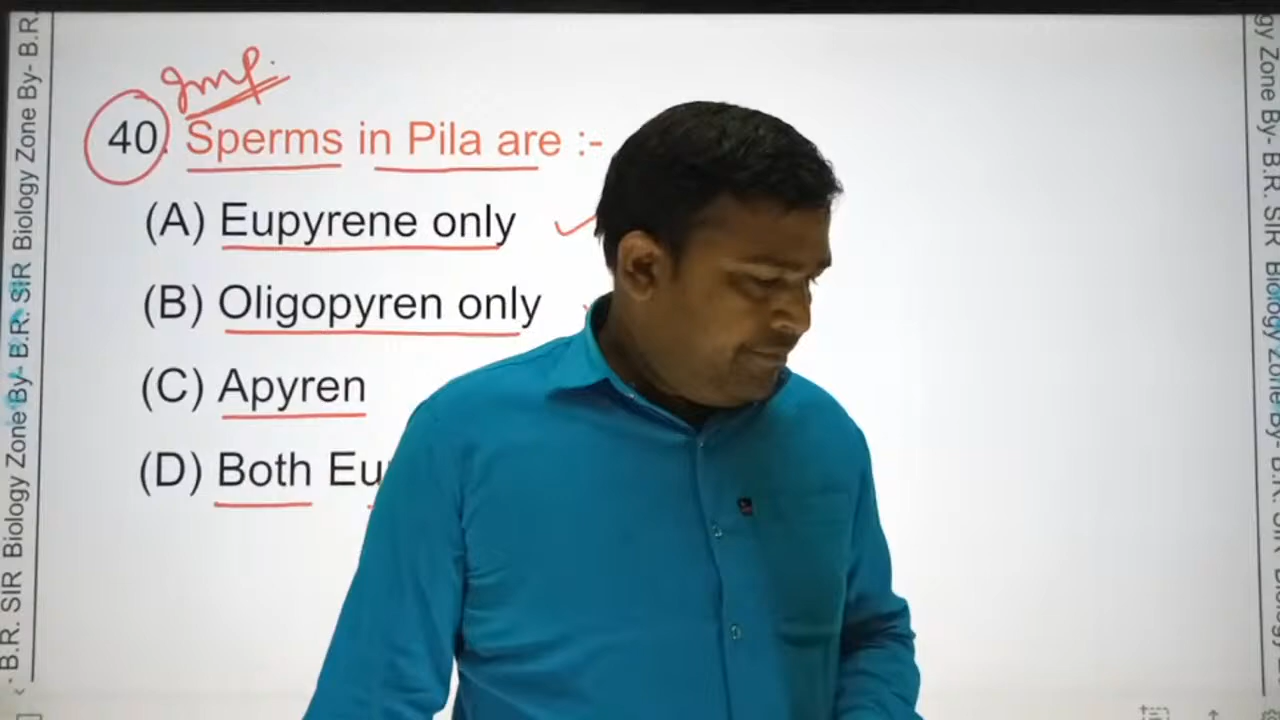 Imp.
40. Sperms in Pila are :-
(A) Eupyrene only
(B) Oligopyren only
(C) Apyren
(D) Both
B.R. SIR Biology Zone By- B.R. SIR Biology Zone By- B.R.
gy Zone By- B.R. SIR Biology Zone By- B.R. SIR